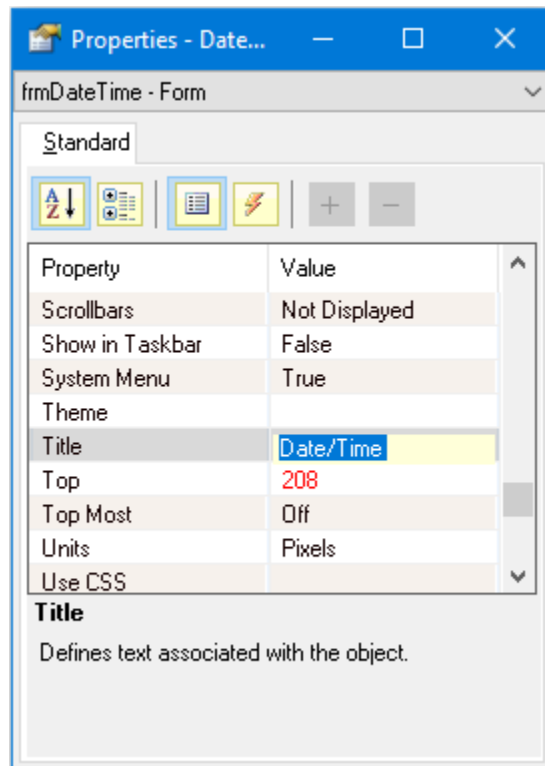 Properties - Date...
frmDateTime - Form
Standard
A Z
Property Value
Scrollbars Not Displayed
Show in Taskbar False
System Menu True
Theme
Title Date/Time
Top 208
Top Most Off
Units Pixels
Use CSS
Title
Defines text associated with the object.